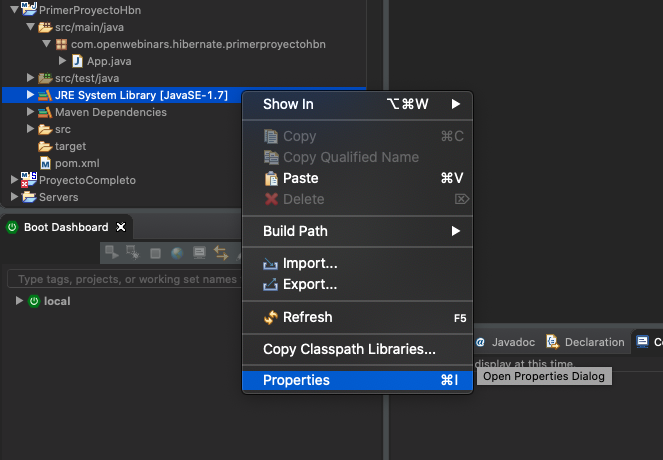 PrimerProyectoHbn
src/main/java
com.openwebinars.hibernate.primerproyectohbn
App.java
src/test/java
JRE System Library [JavaSE-1.7]
Maven Dependencies
src
target
pom.xml
ProyectoCompleto
Servers
Show In ⌥⌘W
Copy ⌘C
Copy Qualified Name
Paste ⌘V
Delete ⌦
Build Path
Import...
Export...
Refresh F5
Copy Classpath Libraries...
Properties ⌘I
Open Properties Dialog
Boot Dashboard
Type tags, projects, or working set names
local
Javadoc
Declaration
Co
display at this time.